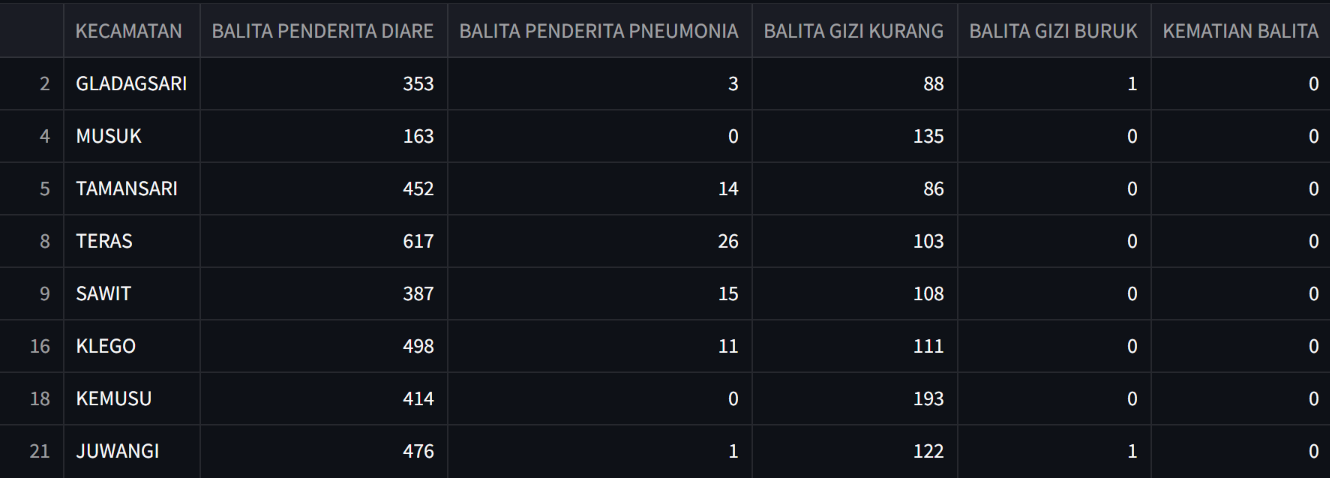 KECAMATAN BALITA PENDERITA DIARE BALITA PENDERITA PNEUMONIA BALITA GIZI KURANG BALITA GIZI BURUK KEMATIAN BALITA
2 GLADAGSARI 353 3 88 1 0
4 MUSUK 163 0 135 0 0
5 TAMANSARI 452 14 86 0 0
8 TERAS 617 26 103 0 0
9 SAWIT 387 15 108 0 0
16 KLEGO 498 11 111 0 0
18 KEMUSU 414 0 193 0 0
21 JUWANGI 476 1 122 1 0